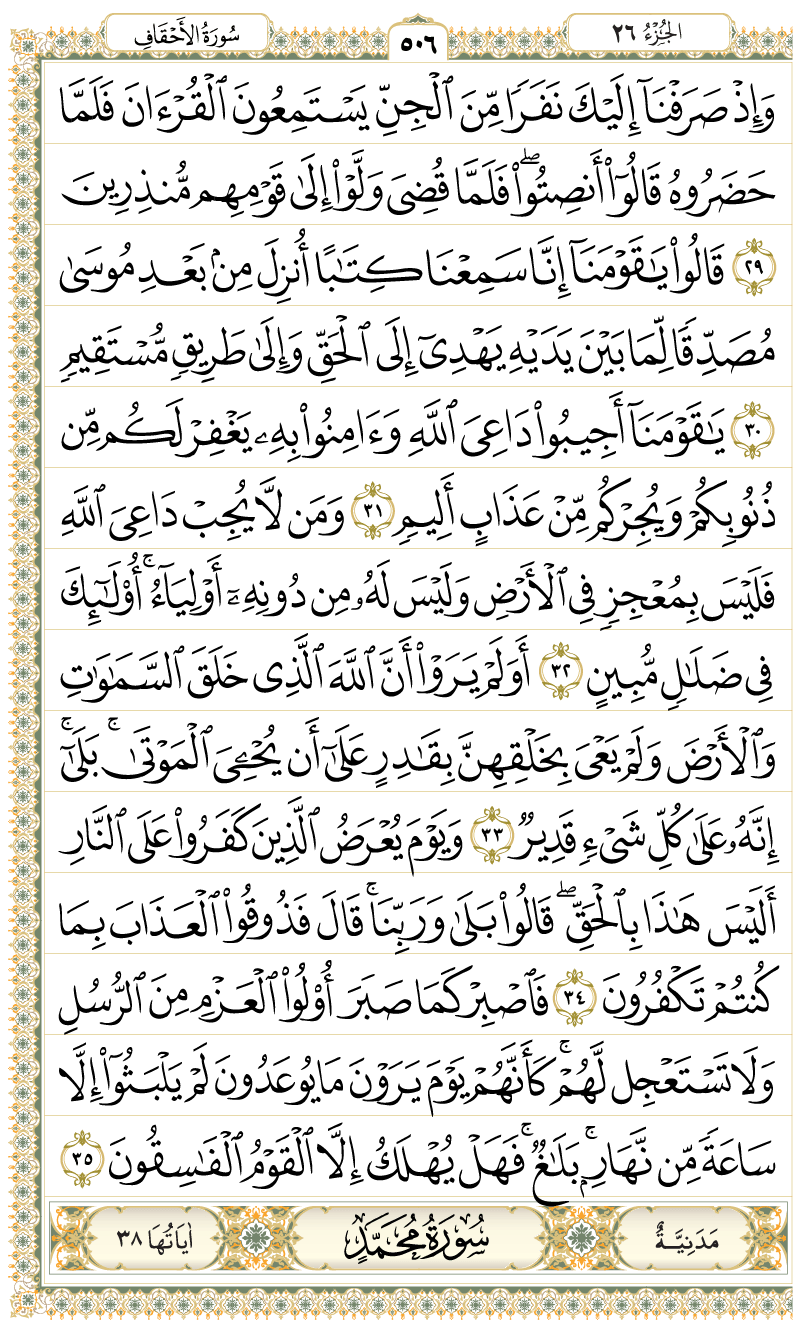 الجُزْءُ ٢٦
٥٠٦
سُورَةُ الأَحْقَافِ
وَإِذۡ صَرَفۡنَآ إِلَيۡكَ نَفَرٗا مِّنَ ٱلۡجِنِّ يَسۡتَمِعُونَ ٱلۡقُرۡءَانَ فَلَمَّا
حَضَرُوهُ قَالُوٓاْ أَنصِتُواْۖ فَلَمَّا قُضِيَ وَلَّوۡاْ إِلَىٰ قَوۡمِهِم مُّنذِرِينَ
٢٩ قَالُواْ يَٰقَوۡمَنَآ إِنَّا سَمِعۡنَا كِتَٰبًا أُنزِلَ مِنۢ بَعۡدِ مُوسَىٰ
مُصَدِّقٗا لِّمَا بَيۡنَ يَدَيۡهِ يَهۡدِيٓ إِلَى ٱلۡحَقِّ وَإِلَىٰ طَرِيقٖ مُّسۡتَقِيمٖ
٣٠ يَٰقَوۡمَنَآ أَجِيبُواْ دَاعِيَ ٱللَّهِ وَءَامِنُواْ بِهِۦ يَغۡفِرۡ لَكُم مِّن
ذُنُوبِكُمۡ وَيُجِرۡكُم مِّنۡ عَذَابٍ أَلِيمٖ ٣١ وَمَن لَّا يُجِبۡ دَاعِيَ ٱللَّهِ
فَلَيۡسَ بِمُعۡجِزٖ فِي ٱلۡأَرۡضِ وَلَيۡسَ لَهُۥ مِن دُونِهِۦٓ أَوۡلِيَآءُۚ أُوْلَٰٓئِكَ
فِي ضَلَٰلٖ مُّبِينٍ ٣٢ أَوَلَمۡ يَرَوۡاْ أَنَّ ٱللَّهَ ٱلَّذِي خَلَقَ ٱلسَّمَٰوَٰتِ
وَٱلۡأَرۡضَ وَلَمۡ يَعۡيَ بِخَلۡقِهِنَّ بِقَٰدِرٍ عَلَىٰٓ أَن يُحۡـِۧيَ ٱلۡمَوۡتَىٰۚ بَلَىٰٓۚ
إِنَّهُۥ عَلَىٰ كُلِّ شَيۡءٖ قَدِيرٞ ٣٣ وَيَوۡمَ يُعۡرَضُ ٱلَّذِينَ كَفَرُواْ عَلَى ٱلنَّارِ
أَلَيۡسَ هَٰذَا بِٱلۡحَقِّۖ قَالُواْ بَلَىٰ وَرَبِّنَاۚ قَالَ فَذُوقُواْ ٱلۡعَذَابَ بِمَا
كُنتُمۡ تَكۡفُرُونَ ٣٤ فَٱصۡبِرۡ كَمَا صَبَرَ أُوْلُواْ ٱلۡعَزۡمِ مِنَ ٱلرُّسُلِ
وَلَا تَسۡتَعۡجِل لَّهُمۡۚ كَأَنَّهُمۡ يَوۡمَ يَرَوۡنَ مَا يُوعَدُونَ لَمۡ يَلۡبَثُوٓاْ إِلَّا
سَاعَةٗ مِّن نَّهَارِۭۚ بَلَٰغٞۚ فَهَلۡ يُهۡلَكُ إِلَّا ٱلۡقَوۡمُ ٱلۡفَٰسِقُونَ ٣٥
مَدَنِيَّةٌ
سُورَةُ مُحَمَّدٍ
اٰيَاتُهَا ٣٨